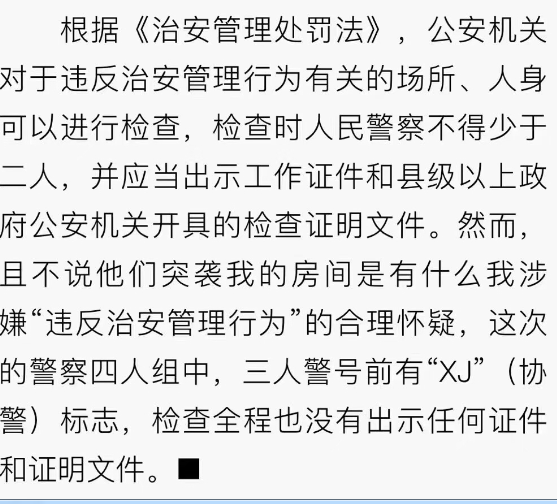 根据《治安管理处罚法》，公安机关
对于违反治安管理行为有关的场所、人身
可以进行检查，检查时人民警察不得少于
二人，并应当出示工作证件和县级以上政
府公安机关开具的检查证明文件。然而，
且不说他们突袭我的房间是有什么我涉
嫌“违反治安管理行为”的合理怀疑，这次
的警察四人组中，三人警号前有“XJ”（协
警）标志，检查全程也没有出示任何证件
和证明文件。■